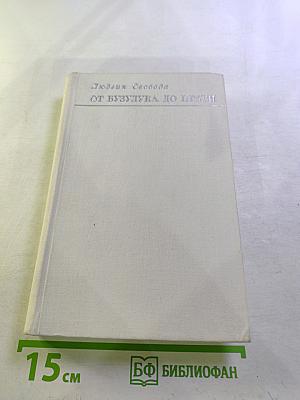 Людвик Свобода
ОТ БУЗУЛУКА ДО ПРАГИ
15 см
БФ БИБЛИОФАН